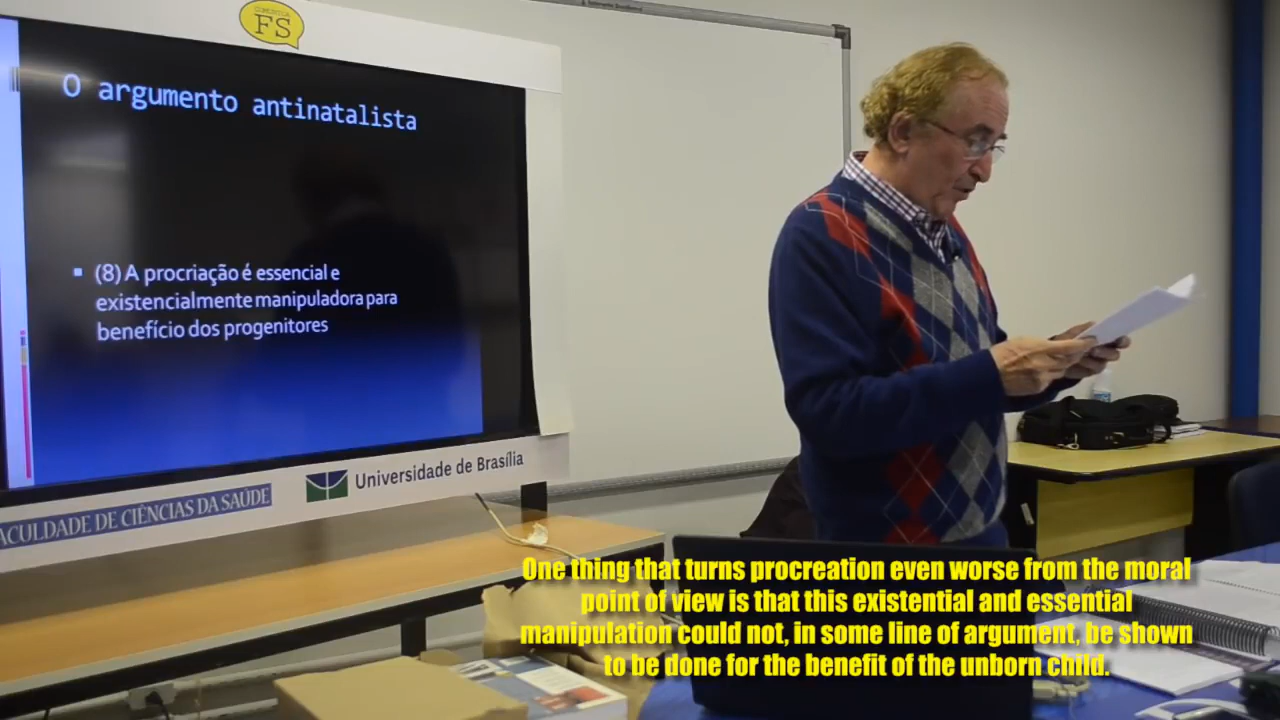 FS
O argumento antinatalista
(8) A procriação é essencial e
existencialmente manipuladora para
benefício dos progenitores
ACULDADE DE CIÊNCIAS DA SAÚDE
Universidade de Brasília
One thing that turns procreation even worse from the moral
point of view is that this existential and essential
manipulation could not, in some line of argument, be shown
to be done for the benefit of the unborn child.